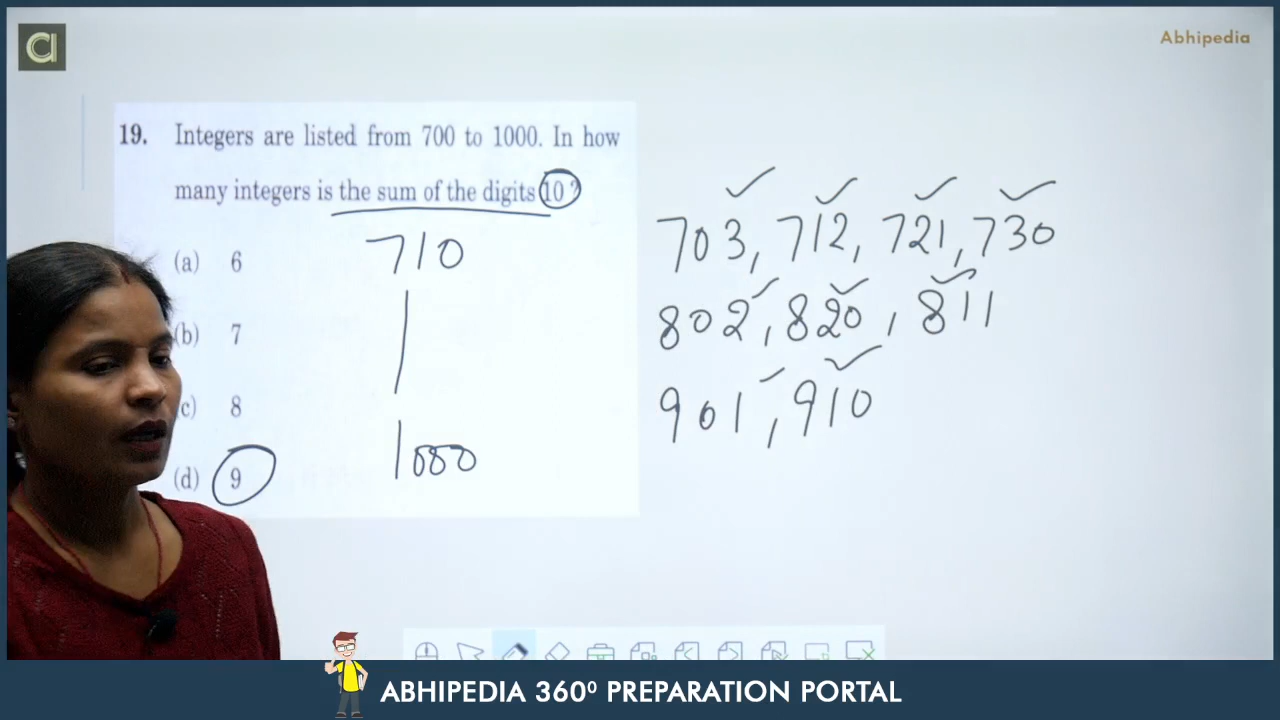 Abhipedia
19. Integers are listed from 700 to 1000. In how
many integers is the sum of the digits 10?
(a) 6
(b) 7
(c) 8
(d) 9
710
1000
703, 712, 721, 730
802, 820, 811
901, 910
ABHIPEDIA 360⁰ PREPARATION PORTAL